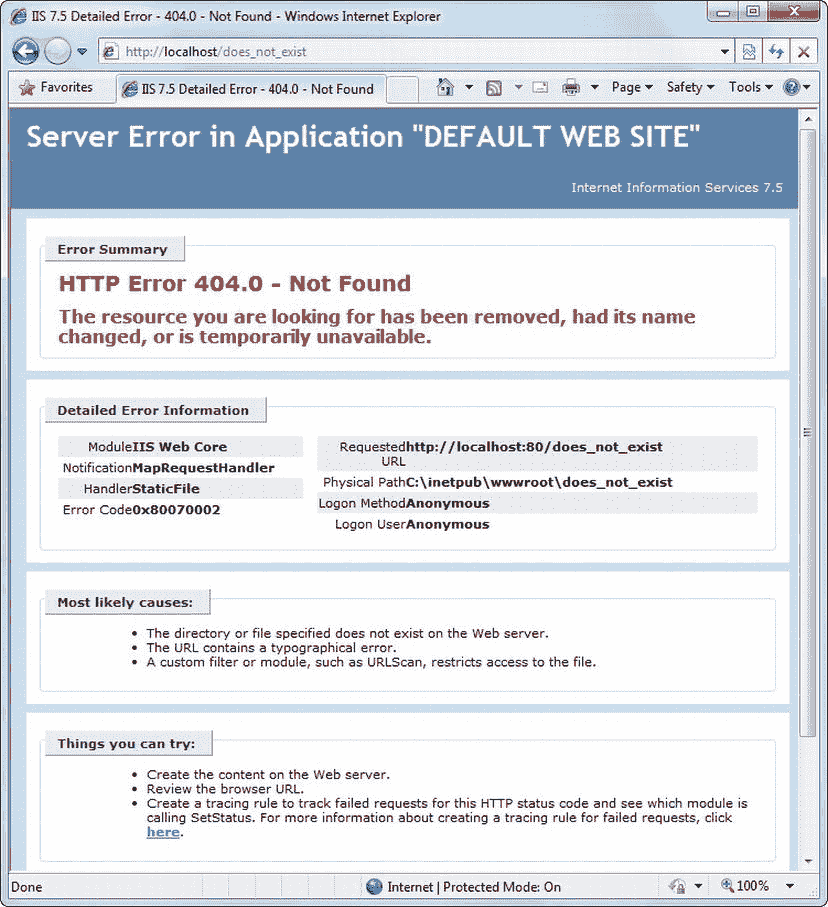 IIS 7.5 Detailed Error - 404.0 - Not Found - Windows Internet Explorer
http://localhost/does_not_exist
Favorites
IIS 7.5 Detailed Error - 404.0 - Not Found
Page
Safety
Tools
Server Error in Application "DEFAULT WEB SITE"
Internet Information Services 7.5
Error Summary
HTTP Error 404.0 - Not Found
The resource you are looking for has been removed, had its name
changed, or is temporarily unavailable.
Detailed Error Information
Module IIS Web Core
Notification MapRequestHandler
Handler StaticFile
Error Code 0x80070002
Requested http://localhost:80/does_not_exist
URL
Physical Path C:\inetpub\wwwroot\does_not_exist
Logon Method Anonymous
Logon User Anonymous
Most likely causes:
• The directory or file specified does not exist on the Web server.
• The URL contains a typographical error.
• A custom filter or module, such as URLScan, restricts access to the file.
Things you can try:
• Create the content on the Web server.
• Review the browser URL.
• Create a tracing rule to track failed requests for this HTTP status code and see which module is
calling SetStatus. For more information about creating a tracing rule for failed requests, click
here.
Done
Internet | Protected Mode: On
100%